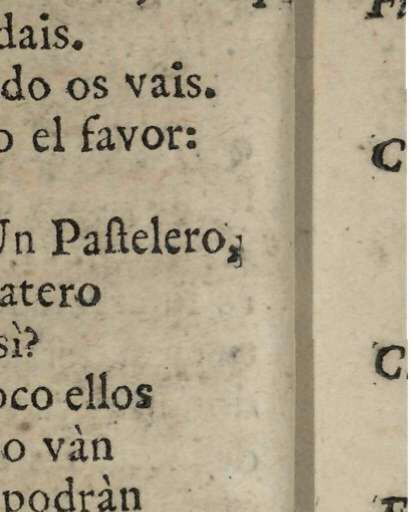 dais.
do os vais.
o el favor:
Un Paſtelero,
atero
sì?
oco ellos
o vàn
podràn
C
C